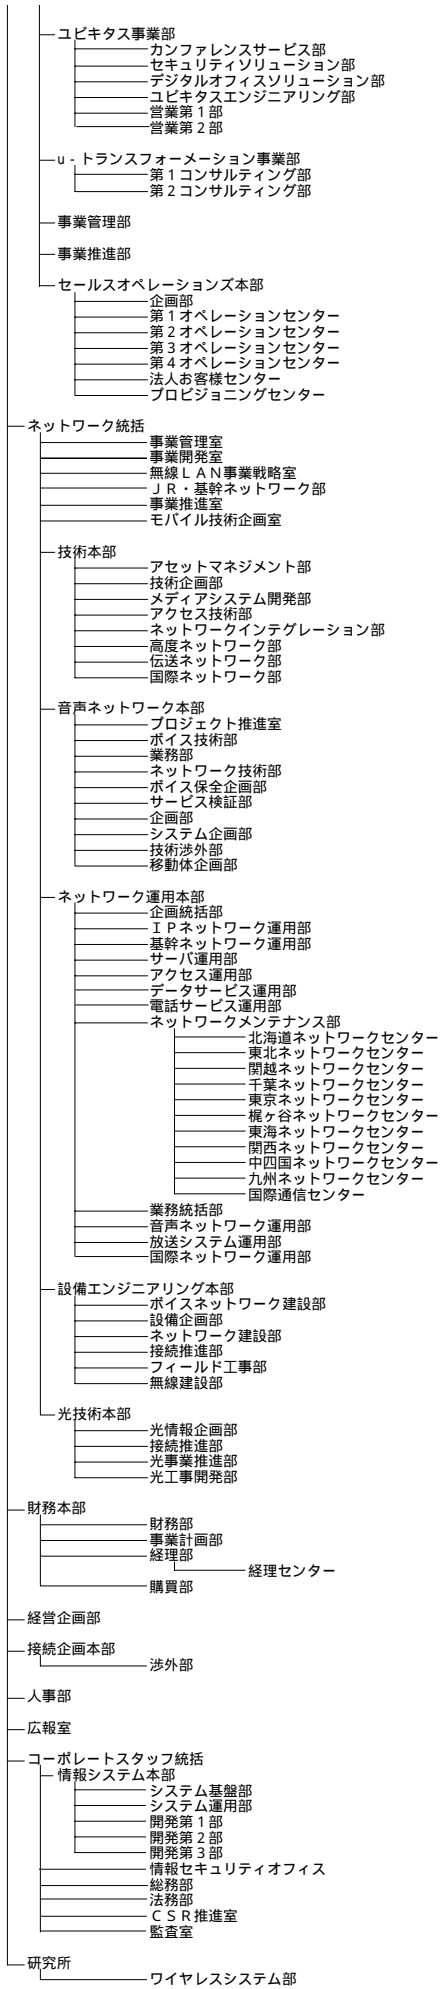 ユビキタス事業部
カンファレンスサービス部
セキュリティソリューション部
デジタルオフィスソリューション部
ユビキタスエンジニアリング部
営業第１部
営業第２部
u - トランスフォーメーション事業部
第１コンサルティング部
第２コンサルティング部
事業管理部
事業推進部
セールスオペレーションズ本部
企画部
第１オペレーションセンター
第２オペレーションセンター
第３オペレーションセンター
第４オペレーションセンター
法人お客様センター
プロビジョニングセンター
ネットワーク統括
事業管理室
事業開発室
無線ＬＡＮ事業戦略室
ＪＲ・基幹ネットワーク部
事業推進室
モバイル技術企画室
技術本部
アセットマネジメント部
技術企画部
メディアシステム開発部
アクセス技術部
ネットワークインテグレーション部
高度ネットワーク部
伝送ネットワーク部
国際ネットワーク部
音声ネットワーク本部
プロジェクト推進室
ボイス技術部
業務部
ネットワーク技術部
ボイス保全企画部
サービス検証部
企画部
システム企画部
技術渉外部
移動体企画部
ネットワーク運用本部
企画統括部
ＩＰネットワーク運用部
基幹ネットワーク運用部
サーバ運用部
アクセス運用部
データサービス運用部
電話サービス運用部
ネットワークメンテナンス部
北海道ネットワークセンター
東北ネットワークセンター
関越ネットワークセンター
千葉ネットワークセンター
東京ネットワークセンター
梶ヶ谷ネットワークセンター
東海ネットワークセンター
関西ネットワークセンター
中四国ネットワークセンター
九州ネットワークセンター
国際通信センター
業務統括部
音声ネットワーク運用部
放送システム運用部
国際ネットワーク運用部
設備エンジニアリング本部
ボイスネットワーク建設部
設備企画部
ネットワーク建設部
接続推進部
フィールド工事部
無線建設部
光技術本部
光情報企画部
接続推進部
光事業推進部
光工事開発部
財務本部
財務部
事業計画部
経理部
経理センター
購買部
経営企画部
接続企画本部
渉外部
人事部
広報室
コーポレートスタッフ統括
情報システム本部
システム基盤部
システム運用部
開発第１部
開発第２部
開発第３部
情報セキュリティオフィス
総務部
法務部
ＣＳＲ推進室
監査室
研究所
ワイヤレスシステム部